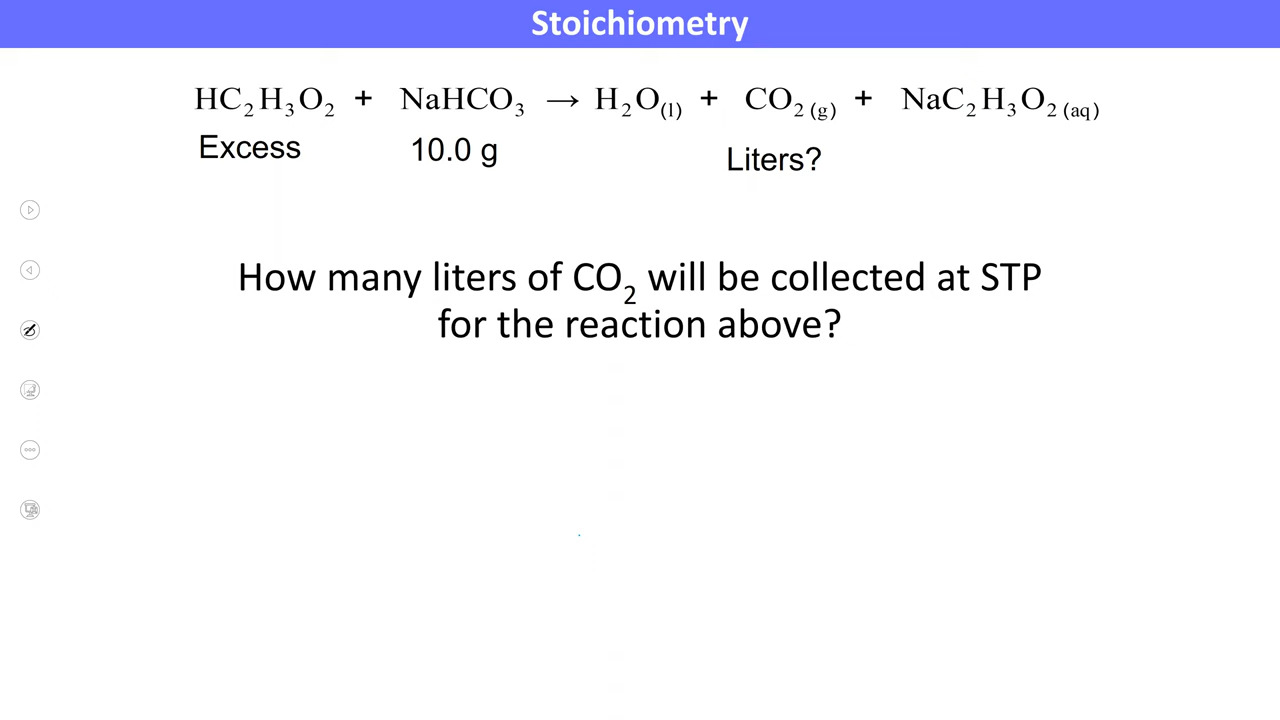 Stoichiometry
HC₂H₃O₂ + NaHCO₃ → H₂O(l) + CO₂(g) + NaC₂H₃O₂(aq)
Excess 10.0 g Liters?
How many liters of CO₂ will be collected at STP
for the reaction above?